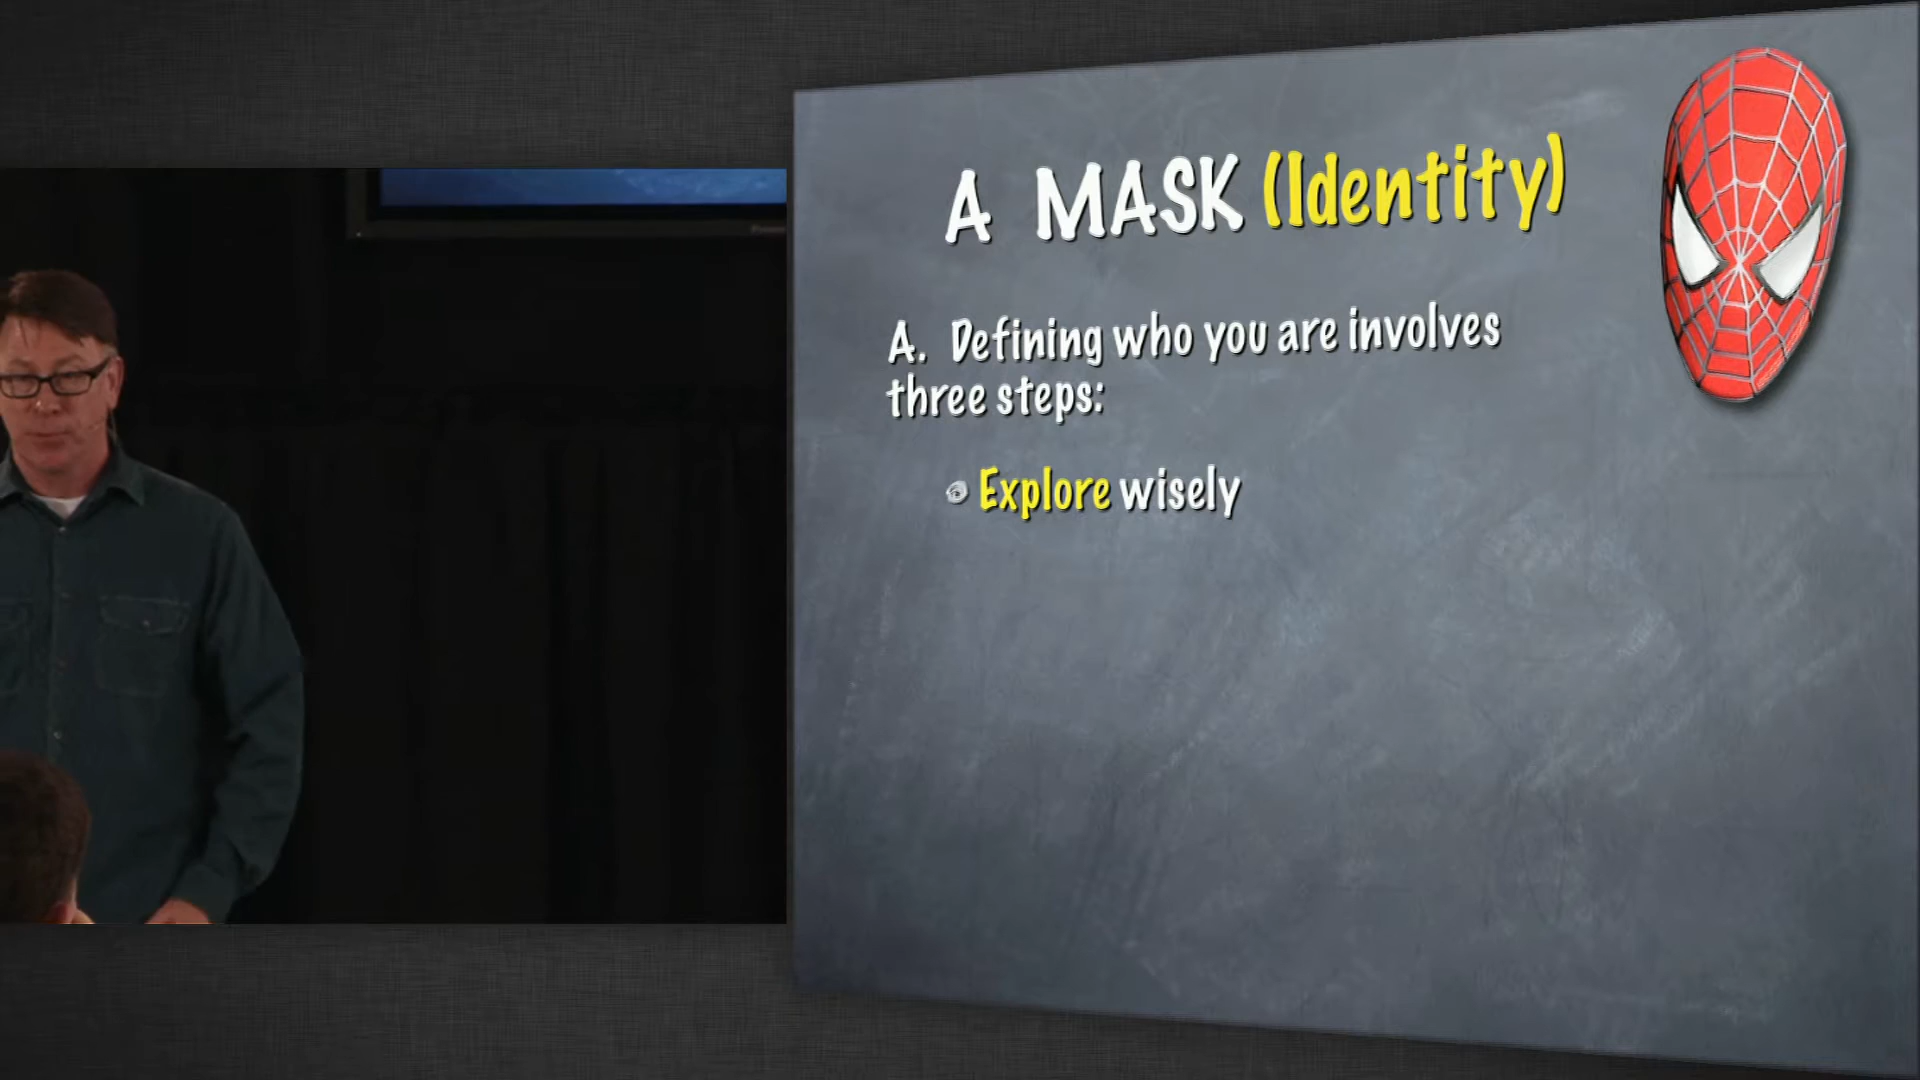 A MASK (Identity)
A. Defining who you are involves
three steps:
Explore wisely